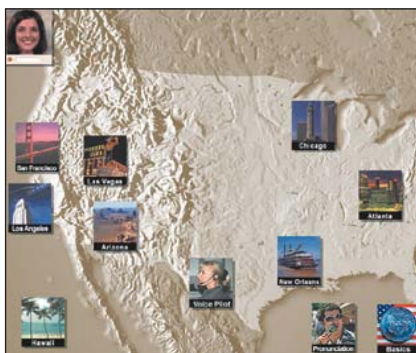 Chicago
San Francisco
Las Vegas
Atlanta
Los Angeles
Arizona
New Orleans
Voice Pilot
Hawaii
Pronunciation
Basics